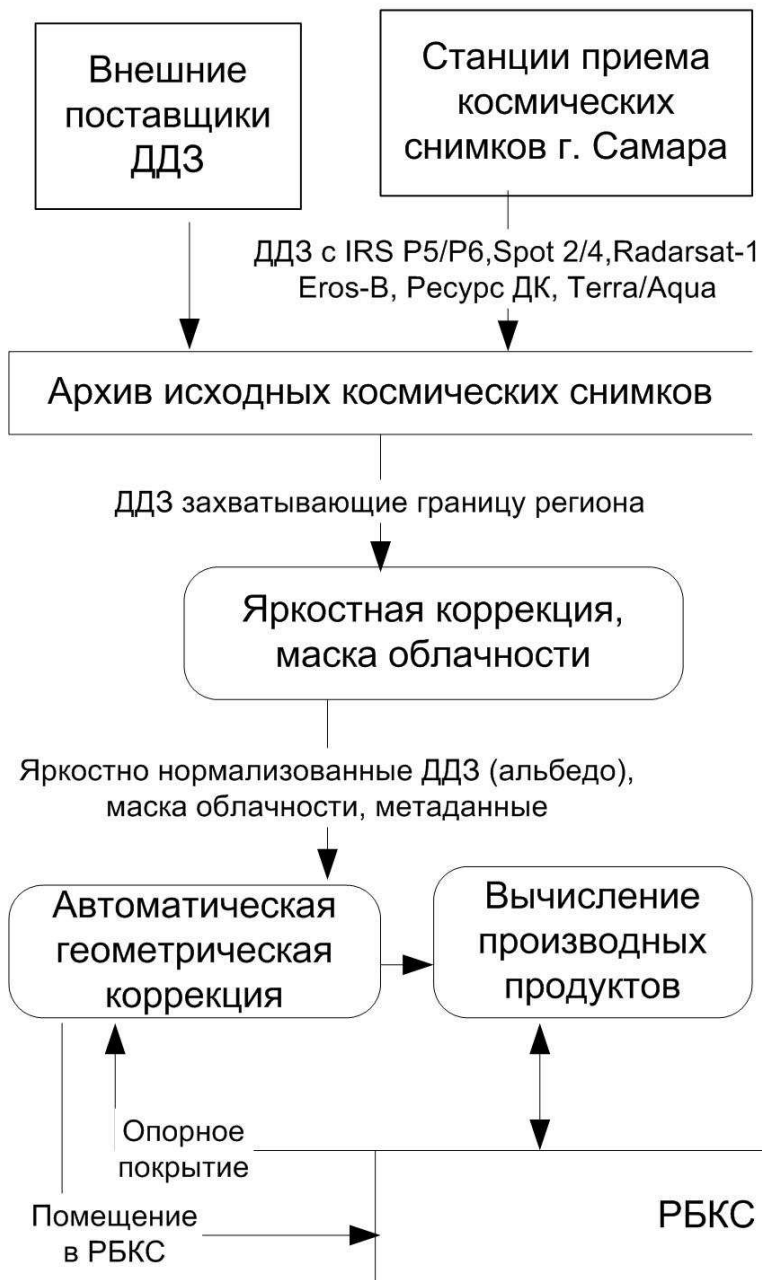 Внешние
поставщики
ДДЗ
Станции приема
космических
снимков г. Самара
ДДЗ с IRS P5/P6,Spot 2/4,Radarsat-1
Eros-B, Ресурс ДК, Terra/Aqua
Архив исходных космических снимков
ДДЗ захватывающие границу региона
Яркостная коррекция,
маска облачности
Яркостно нормализованные ДДЗ (альбедо),
маска облачности, метаданные
Автоматическая
геометрическая
коррекция
Вычисление
производных
продуктов
Опорное
покрытие
Помещение
в РБКС
РБКС